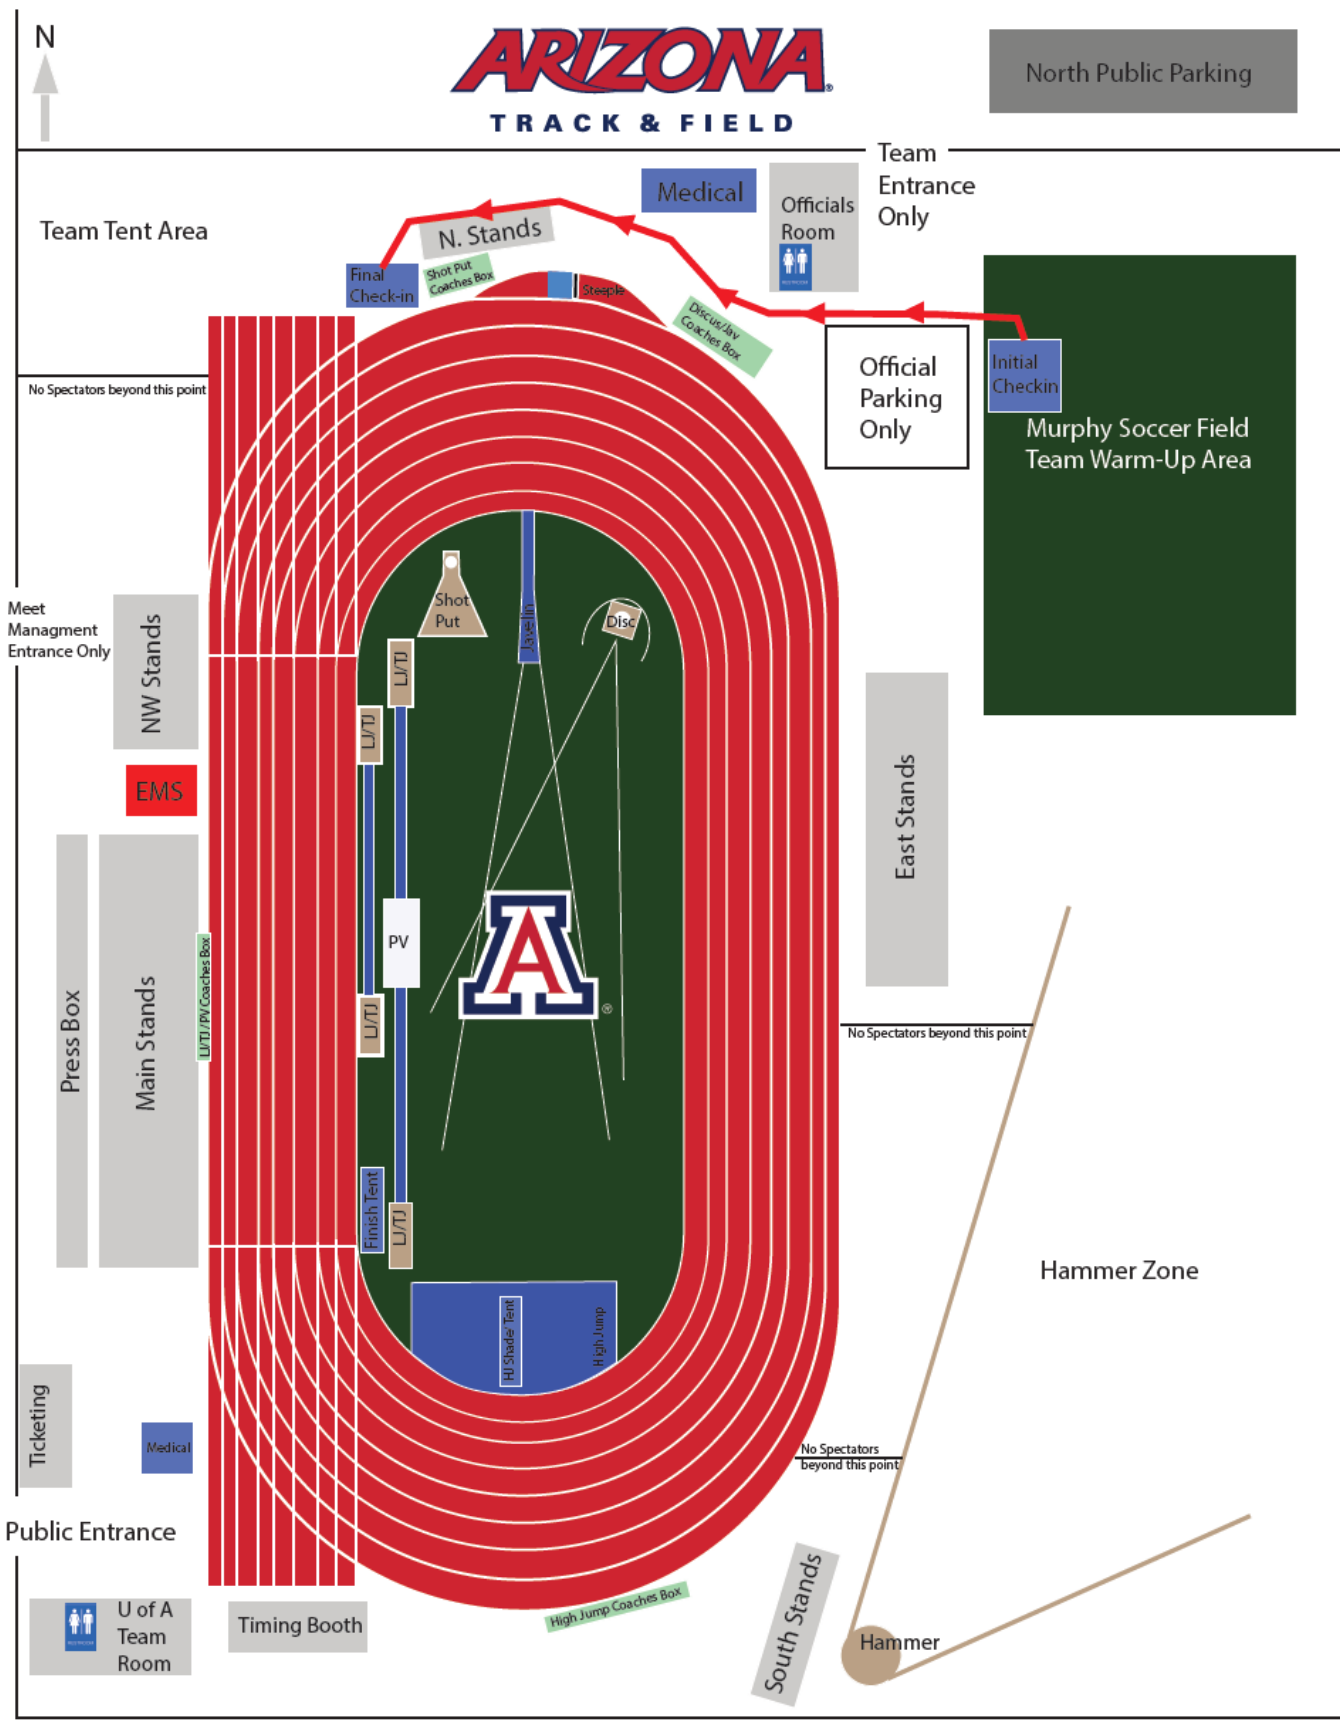 N
ARIZONA®
TRACK & FIELD
North Public Parking
Team
Entrance
Only
Medical
Officials
Room
Team Tent Area
N. Stands
Final
Check-in
Shot Put
Coaches Box
Steeple
Discus/Jav
Coaches Box
Official
Parking
Only
Initial
Checkin
Murphy Soccer Field
Team Warm-Up Area
No Spectators beyond this point
Shot
Put
Javelin
Disc
Meet
Managment
Entrance Only
NW Stands
LJ/TJ
LJ/TJ
EMS
East Stands
PV
A
®
LJ/TJ / PV Coaches Box
Press Box
Main Stands
LJ/TJ
No Spectators beyond this point
Finish Tent
LJ/TJ
Hammer Zone
HJ Shade/ Tent
High Jump
Ticketing
Medical
No Spectators
beyond this point
Public Entrance
U of A
Team
Room
Timing Booth
High Jump Coaches Box
South Stands
Hammer